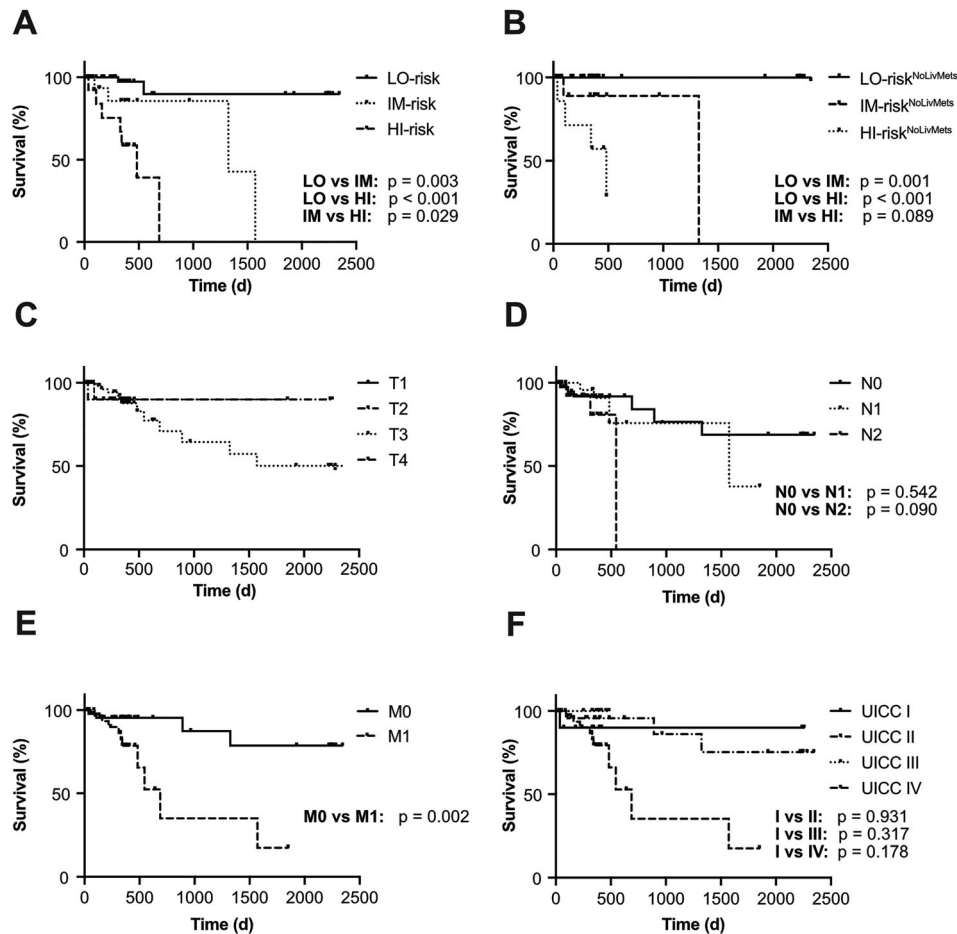 A
Survival (%)
100
50
0
0 500 1000 1500 2000 2500
Time (d)
LO-risk
IM-risk
HI-risk
LO vs IM: p = 0.003
LO vs HI: p < 0.001
IM vs HI: p = 0.029
B
Survival (%)
100
50
0
0 500 1000 1500 2000 2500
Time (d)
LO-risk^NoLivMets
IM-risk^NoLivMets
HI-risk^NoLivMets
LO vs IM: p = 0.001
LO vs HI: p < 0.001
IM vs HI: p = 0.089
C
Survival (%)
100
50
0
0 500 1000 1500 2000 2500
Time (d)
T1
T2
T3
T4
D
Survival (%)
100
50
0
0 500 1000 1500 2000 2500
Time (d)
N0
N1
N2
N0 vs N1: p = 0.542
N0 vs N2: p = 0.090
E
Survival (%)
100
50
0
0 500 1000 1500 2000 2500
Time (d)
M0
M1
M0 vs M1: p = 0.002
F
Survival (%)
100
50
0
0 500 1000 1500 2000 2500
Time (d)
UICC I
UICC II
UICC III
UICC IV
I vs II: p = 0.931
I vs III: p = 0.317
I vs IV: p = 0.178